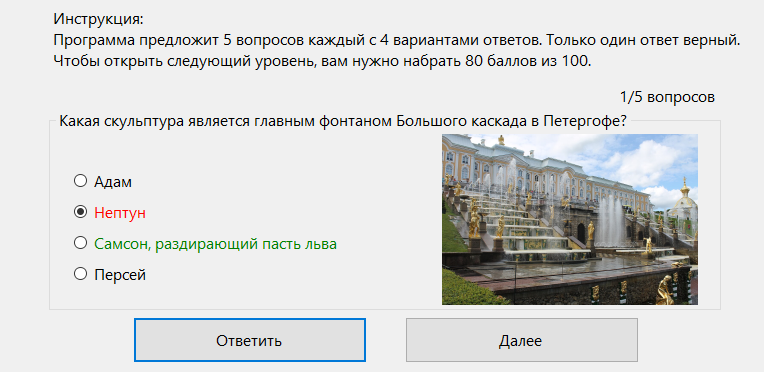 Инструкция:
Программа предложит 5 вопросов каждый с 4 вариантами ответов. Только один ответ верный.
Чтобы открыть следующий уровень, вам нужно набрать 80 баллов из 100.
1/5 вопросов
Какая скульптура является главным фонтаном Большого каскада в Петергофе?
Адам
Нептун
Самсон, раздирающий пасть льва
Персей
Ответить
Далее